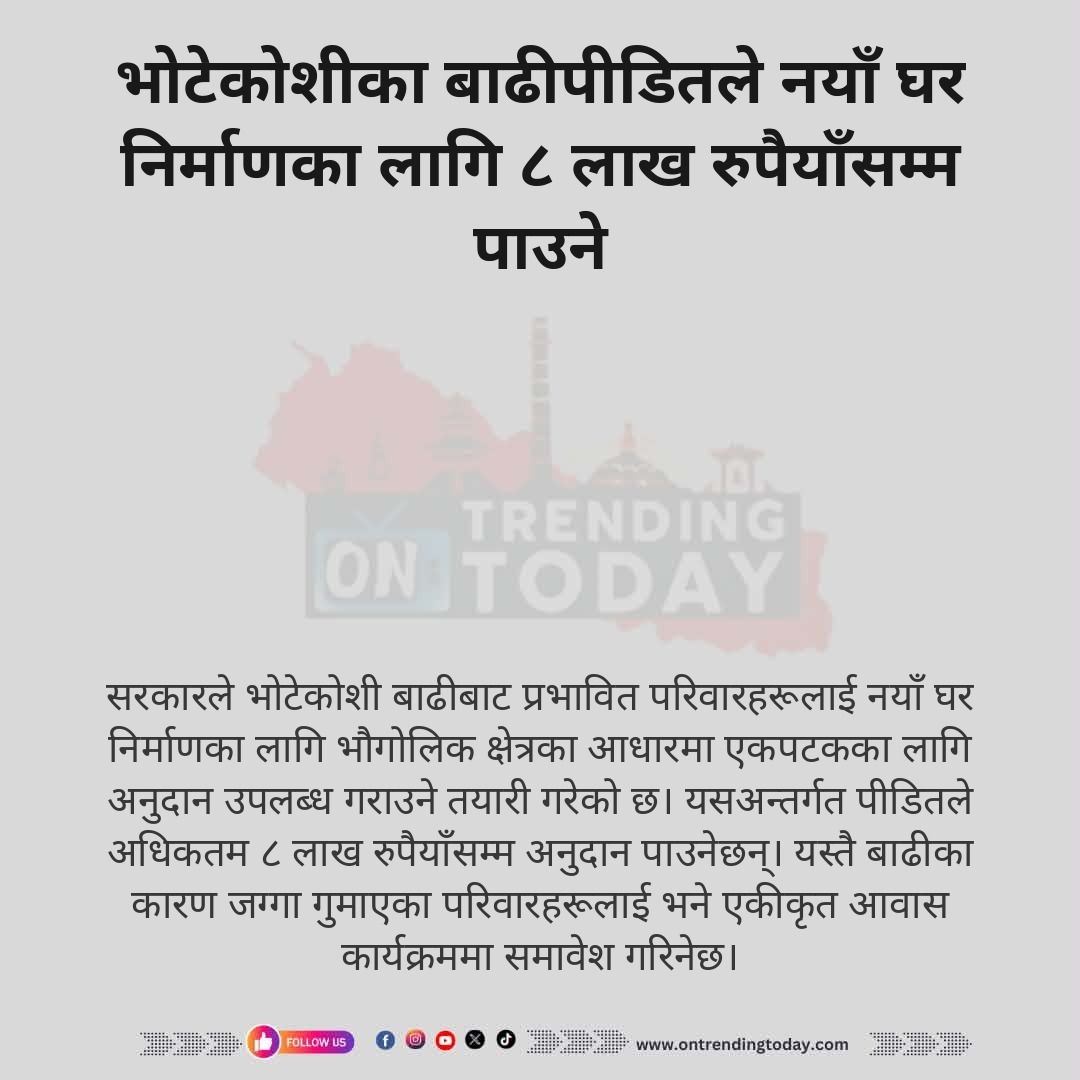 भोटेकोशीका बाढीपीडितले नयाँ घर
निर्माणका लागि ८ लाख रुपैयाँसम्म
पाउने
TRENDING
ON TODAY
सरकारले भोटेकोशी बाढीबाट प्रभावित परिवारहरूलाई नयाँ घर
निर्माणका लागि भौगोलिक क्षेत्रका आधारमा एकपटकका लागि
अनुदान उपलब्ध गराउने तयारी गरेको छ। यसअन्तर्गत पीडितले
अधिकतम ८ लाख रुपैयाँसम्म अनुदान पाउनेछन्। यस्तै बाढीका
कारण जग्गा गुमाएका परिवारहरूलाई भने एकीकृत आवास
कार्यक्रममा समावेश गरिनेछ।
FOLLOW US www.ontrendingtoday.com